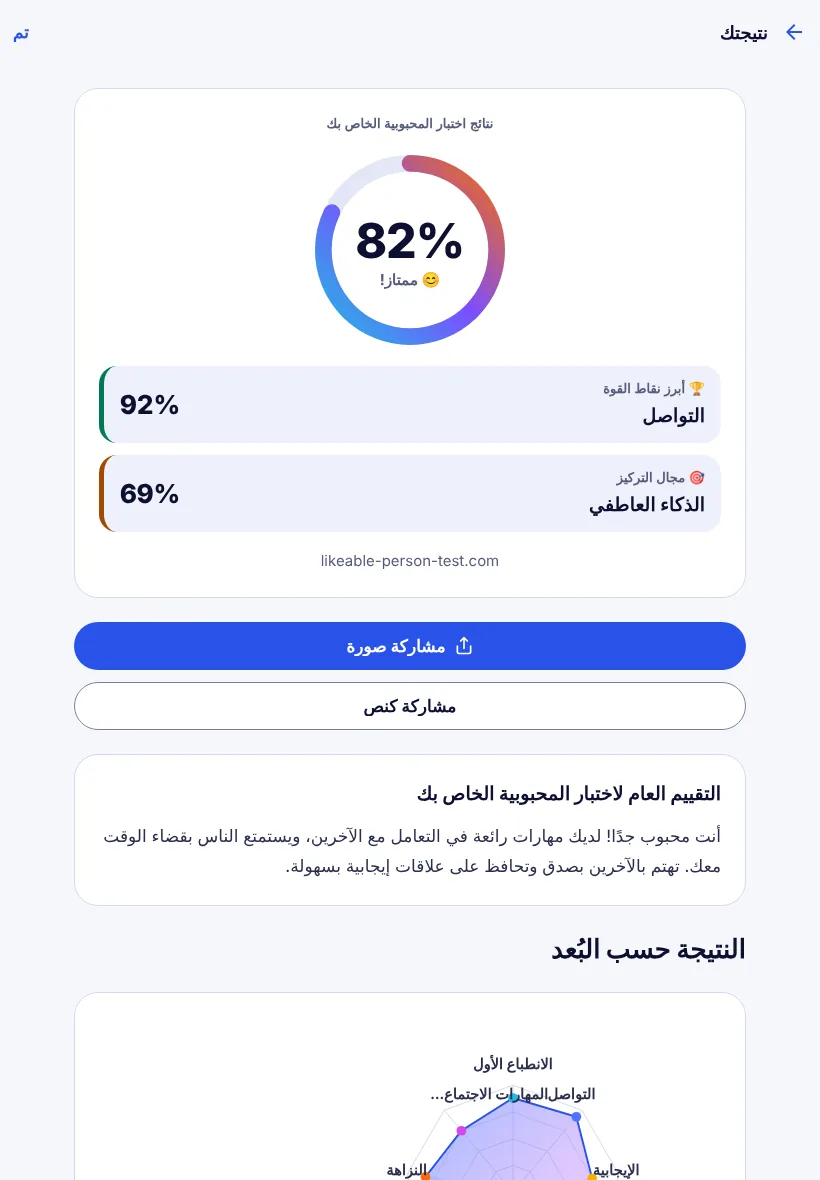 نتيجتك
تم
نتائج اختبار المحبوبية الخاص بك
82%
😊 ممتاز!
🏆 أبرز نقاط القوة
التواصل
92%
🎯 مجال التركيز
الذكاء العاطفي
69%
likeable-person-test.com
مشاركة صورة
مشاركة كنص
التقييم العام لاختبار المحبوبية الخاص بك
أنت محبوب جدًا! لديك مهارات رائعة في التعامل مع الآخرين، ويستمتع الناس بقضاء الوقت
معك. تهتم بالآخرين بصدق وتحافظ على علاقات إيجابية بسهولة.
النتيجة حسب البُعد
الانطباع الأول
التواصل
المهارات الاجتماع...
الإيجابية
النزاهة